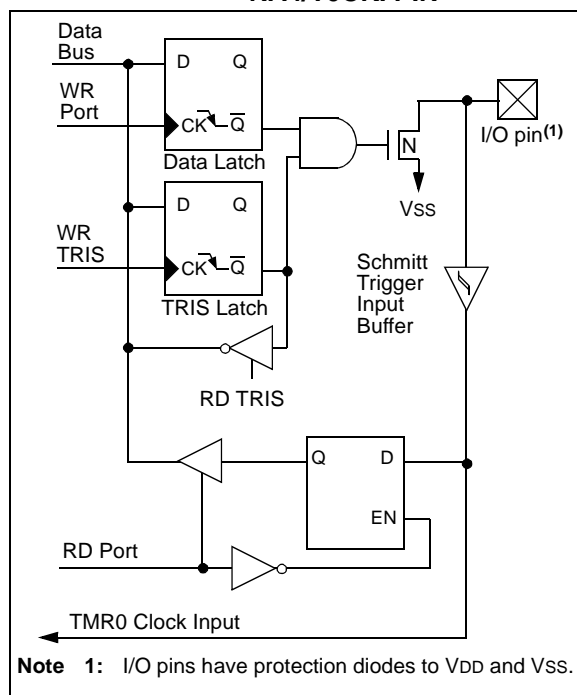 Data
Bus
D Q
WR
Port
CK Q
Data Latch
N
I/O pin(1)
VSS
D Q
WR
TRIS
CK Q
TRIS Latch
Schmitt
Trigger
Input
Buffer
RD TRIS
Q D
EN
RD Port
TMR0 Clock Input
Note 1: I/O pins have protection diodes to VDD and VSS.